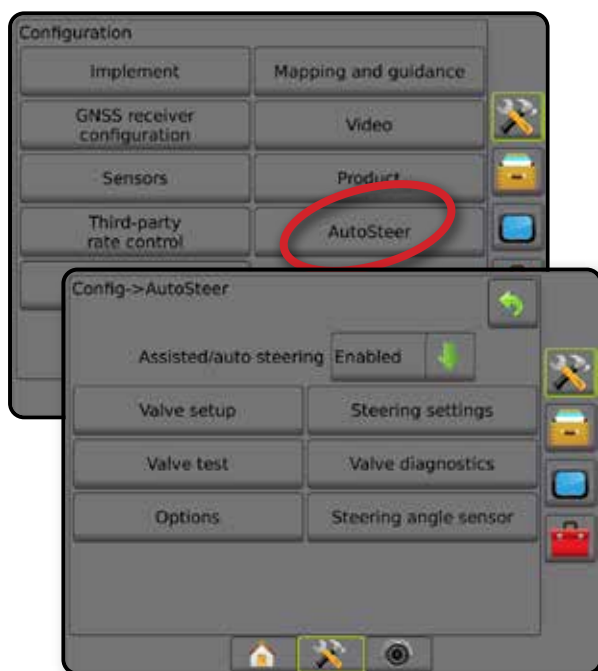 Configuration
Implement
Mapping and guidance
GNSS receiver
configuration
Video
Sensors
Product
Third-party
rate control
AutoSteer
Config->AutoSteer
Assisted/auto steering Enabled
Valve setup
Steering settings
Valve test
Valve diagnostics
Options
Steering angle sensor